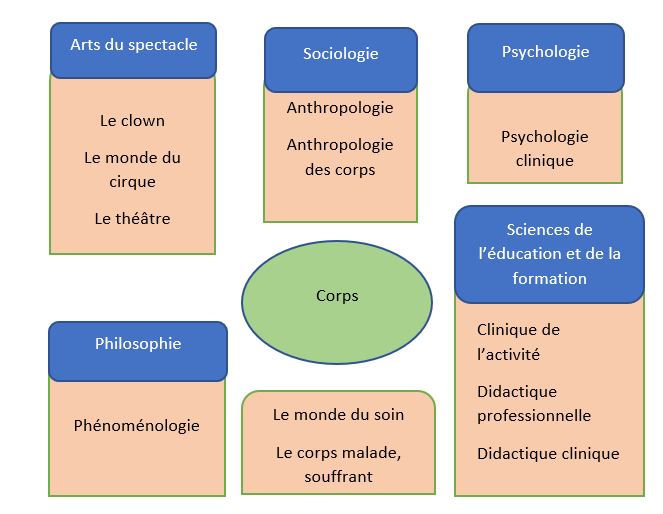 Arts du spectacle
Le clown
Le monde du
cirque
Le théâtre
Sociologie
Anthropologie
Anthropologie
des corps
Psychologie
Psychologie
clinique
Sciences de
l’éducation et de la
formation
Clinique de
l’activité
Didactique
professionnelle
Didactique clinique
Corps
Philosophie
Phénoménologie
Le monde du soin
Le corps malade,
souffrant